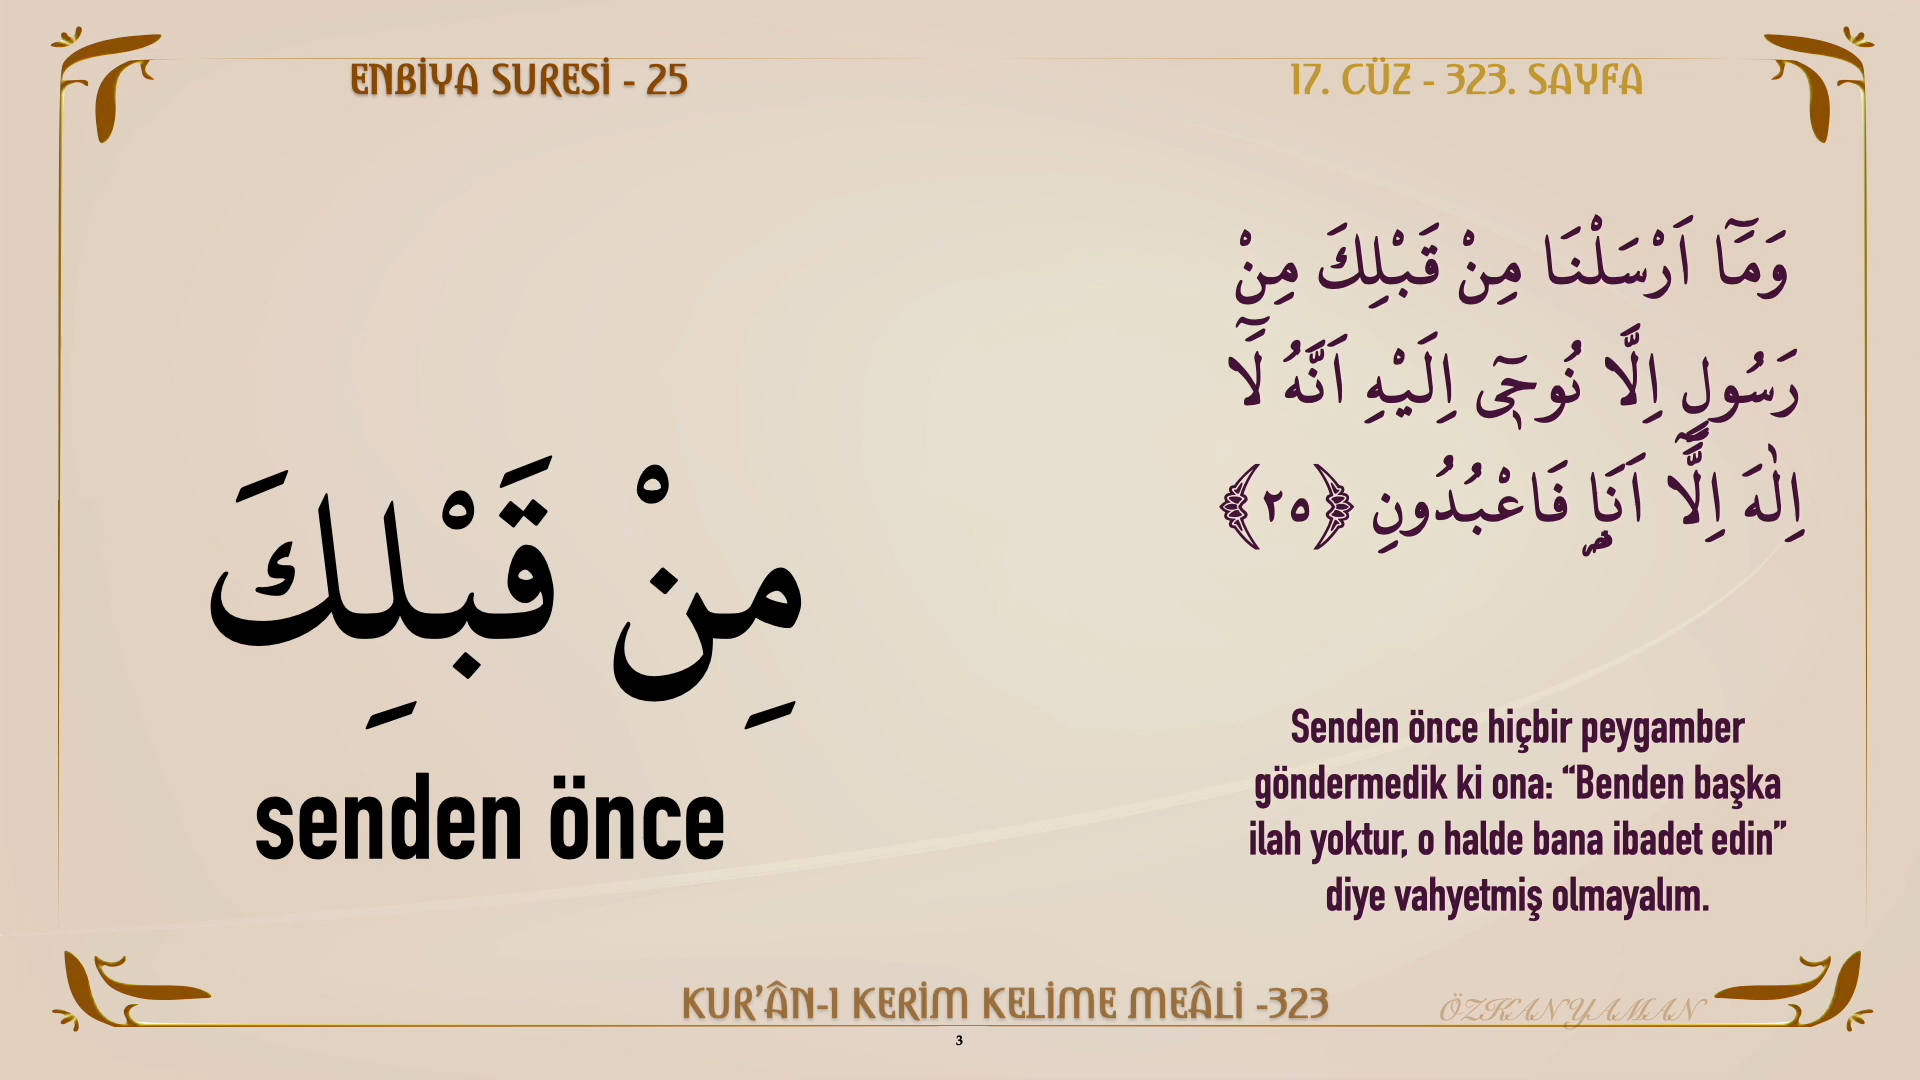 ENBİYA SURESİ - 25
17. CÜZ - 323. SAYFA
مِنْ قَبْلِكَ
senden önce
وَمَٓا اَرْسَلْنَا مِنْ قَبْلِكَ مِنْ
رَسُولٍ اِلَّا نُوح۪ٓي اِلَيْهِ اَنَّهُ لَٓا
اِلٰهَ اِلَّٓا اَنَا۬ فَاعْبُدُونِ ﴿٢٥﴾
Senden önce hiçbir peygamber
göndermedik ki ona: “Benden başka
ilah yoktur, o halde bana ibadet edin”
diye vahyetmiş olmayalım.
KUR’ÂN-I KERİM KELİME MEÂLİ -323
ÖZKAN YAMAN
3